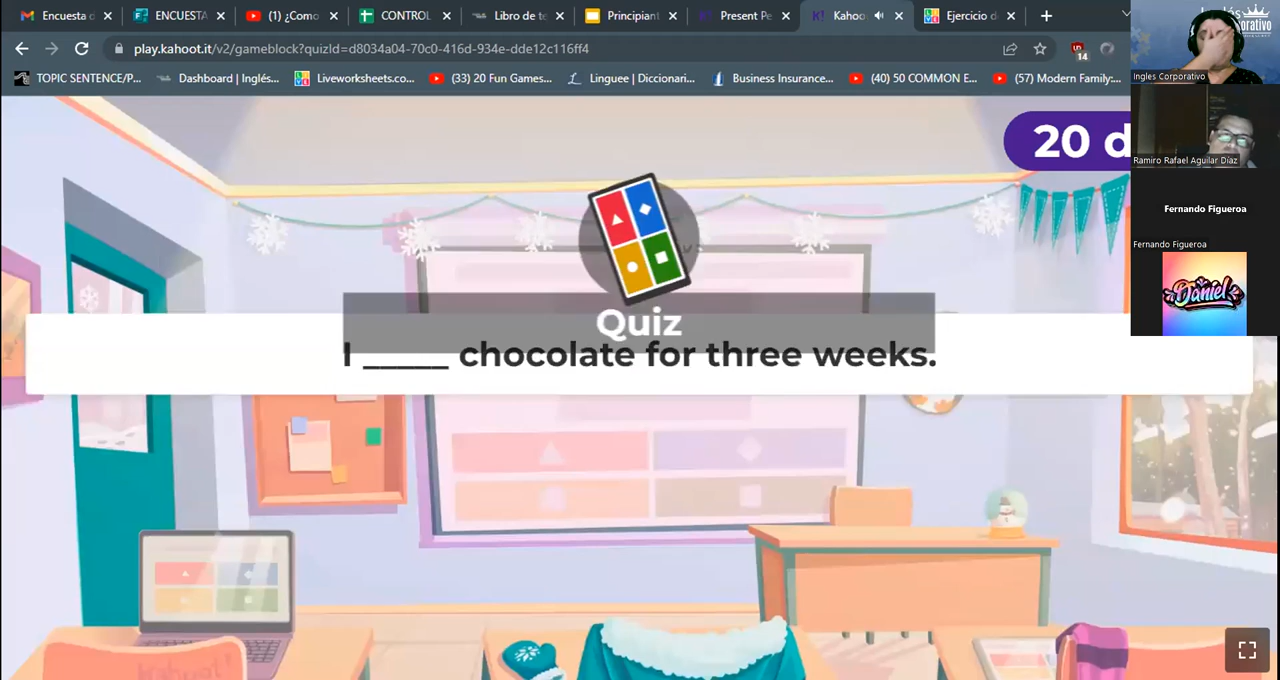 Encuesta d
ENCUESTA
(1) ¿Como
CONTROL
Libro de te
Principiant
Present Pe
Kahoo
Ejercicio d
play.kahoot.it/v2/gameblock?quizId=d8034a04-70c0-416d-934e-dde12c116ff4
14
TOPIC SENTENCE/P...
Dashboard | Inglés...
Liveworksheets.co...
(33) 20 Fun Games...
Linguee | Diccionari...
Business Insurance...
(40) 50 COMMON E...
(57) Modern Family:...
Ingles Corporativo
Ramiro Rafael Aguilar Díaz
Fernando Figueroa
Fernando Figueroa
Daniel
20 d
Quiz
I _____ chocolate for three weeks.
kahoot!